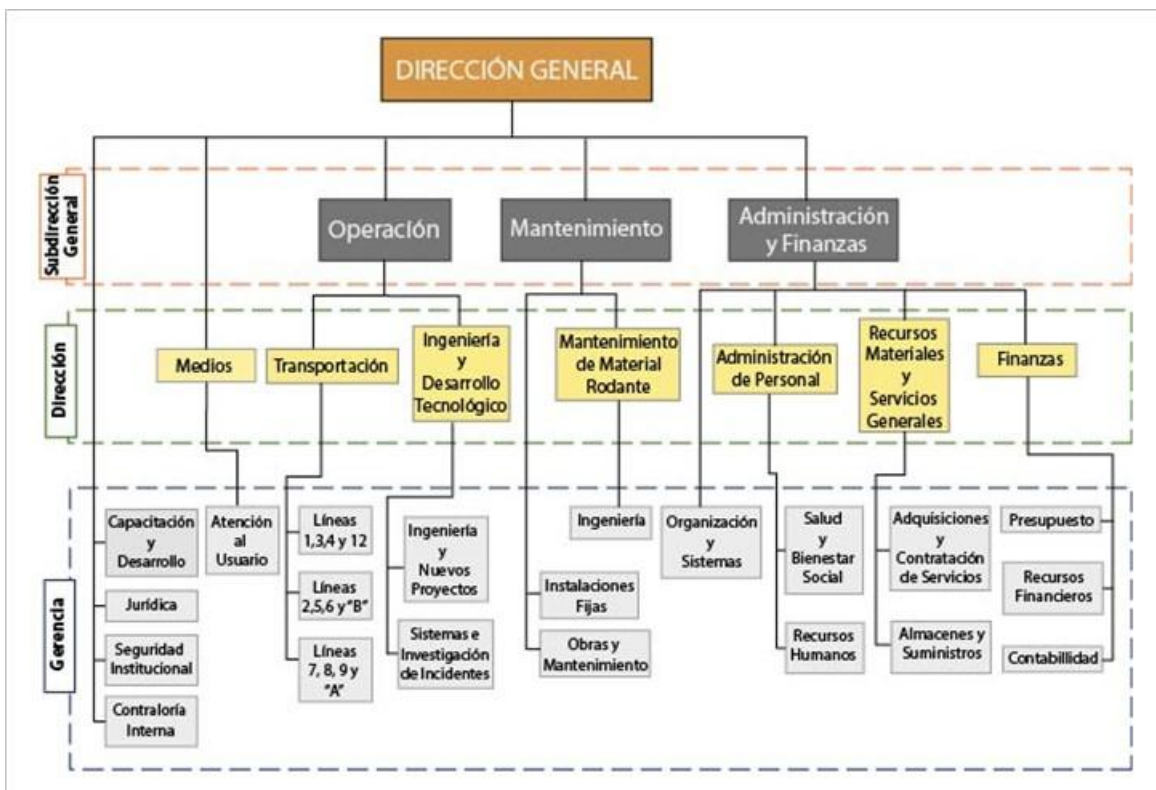 DIRECCIÓN GENERAL
Subdirección
General
Operación
Mantenimiento
Administración
y Finanzas
Dirección
Medios
Transportación
Ingeniería
y
Desarrollo
Tecnológico
Mantenimiento
de Material
Rodante
Administración
de Personal
Recursos
Materiales
y
Servicios
Generales
Finanzas
Gerencia
Capacitación
y
Desarrollo
Jurídica
Seguridad
Institucional
Contraloría
Interna
Atención
al
Usuario
Líneas
1,3,4 y 12
Líneas
2,5,6 y "B"
Líneas
7, 8, 9 y
"A"
Ingeniería
y
Nuevos
Proyectos
Sistemas e
Investigación
de Incidentes
Ingeniería
Instalaciones
Fijas
Obras y
Mantenimiento
Organización
y
Sistemas
Salud
y
Bienestar
Social
Recursos
Humanos
Adquisiciones
y
Contratación
de Servicios
Almacenes y
Suministros
Presupuesto
Recursos
Financieros
Contabillidad